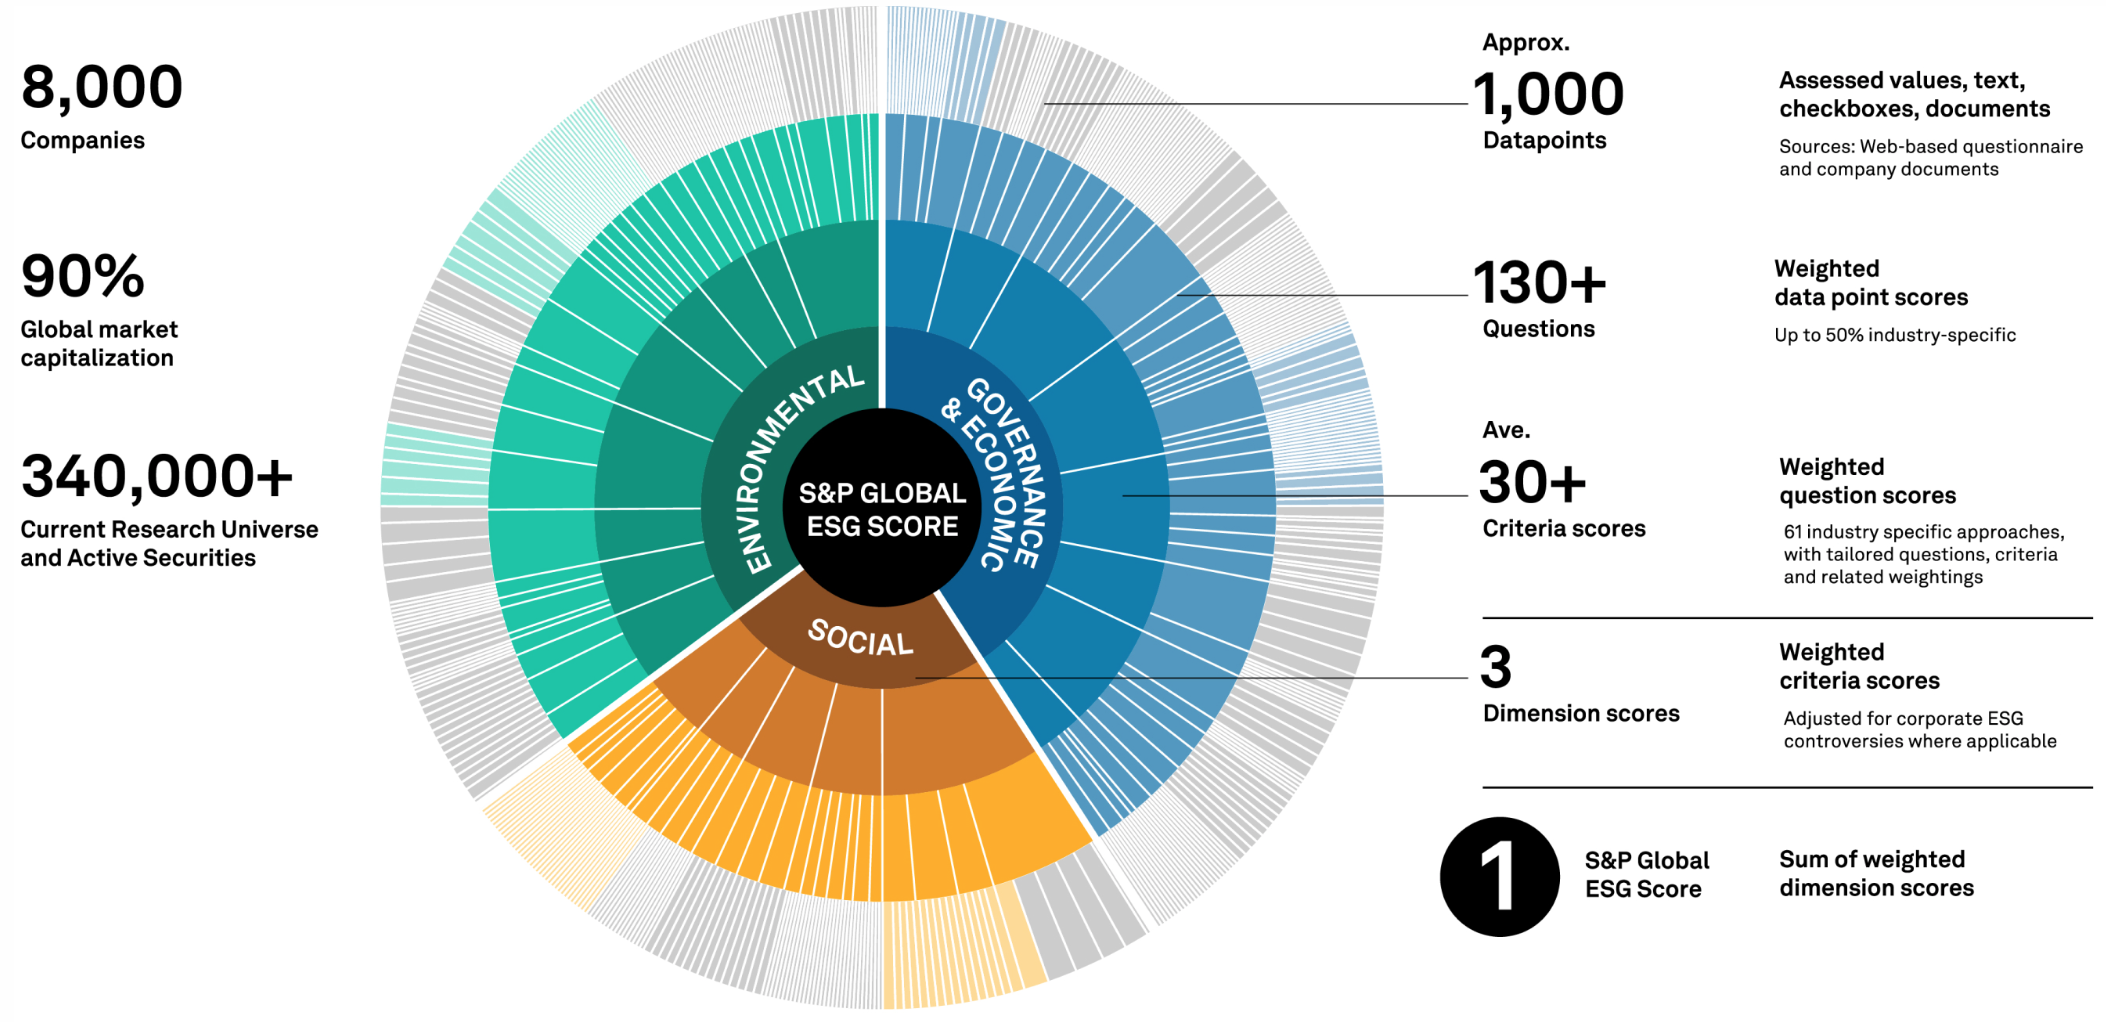 8,000
Companies
90%
Global market
capitalization
340,000+
Current Research Universe
and Active Securities
ENVIRONMENTAL
GOVERNANCE
& ECONOMIC
SOCIAL
S&P GLOBAL
ESG SCORE
Approx.
1,000
Datapoints
Assessed values, text,
checkboxes, documents
Sources: Web-based questionnaire
and company documents
130+
Questions
Weighted
data point scores
Up to 50% industry-specific
Ave.
30+
Criteria scores
Weighted
question scores
61 industry specific approaches,
with tailored questions, criteria
and related weightings
3
Dimension scores
Weighted
criteria scores
Adjusted for corporate ESG
controversies where applicable
1
S&P Global
ESG Score
Sum of weighted
dimension scores